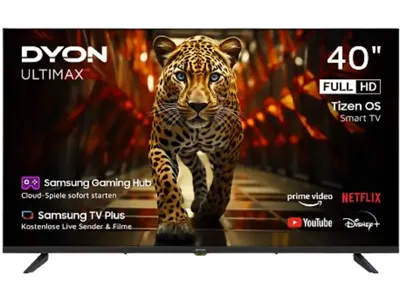 DYON
ULTIMAX
40"
FULL HD
Tizen OS
Smart TV
Samsung Gaming Hub
Cloud-Spiele sofort starten
Samsung TV Plus
Kostenlose Live Sender & Filme
prime video
NETFLIX
YouTube
Disney+
DYON